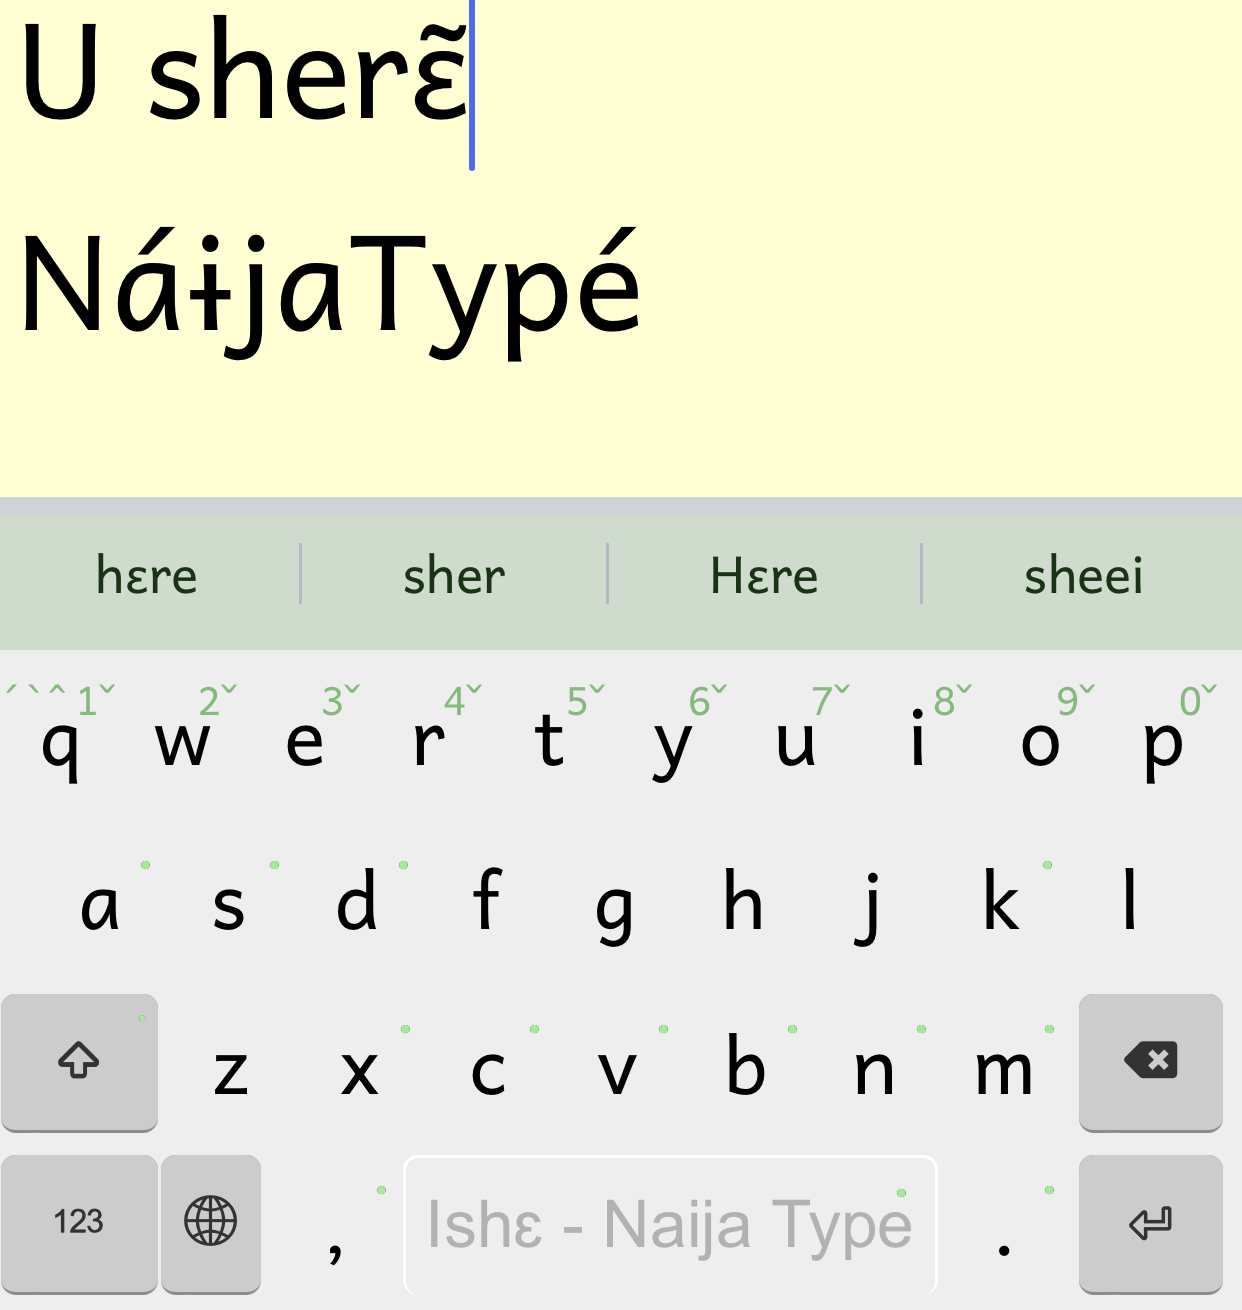 U sherɛ̃
NáɨjaTypé
hɛre sher Hɛre sheei
´ ` ^ 1ˇ 2ˇ 3ˇ 4ˇ 5ˇ 6ˇ 7ˇ 8ˇ 9ˇ 0ˇ
q w e r t y u i o p
a s d f g h j k l
z x c v b n m
123 , Ishɛ - Naija Type .